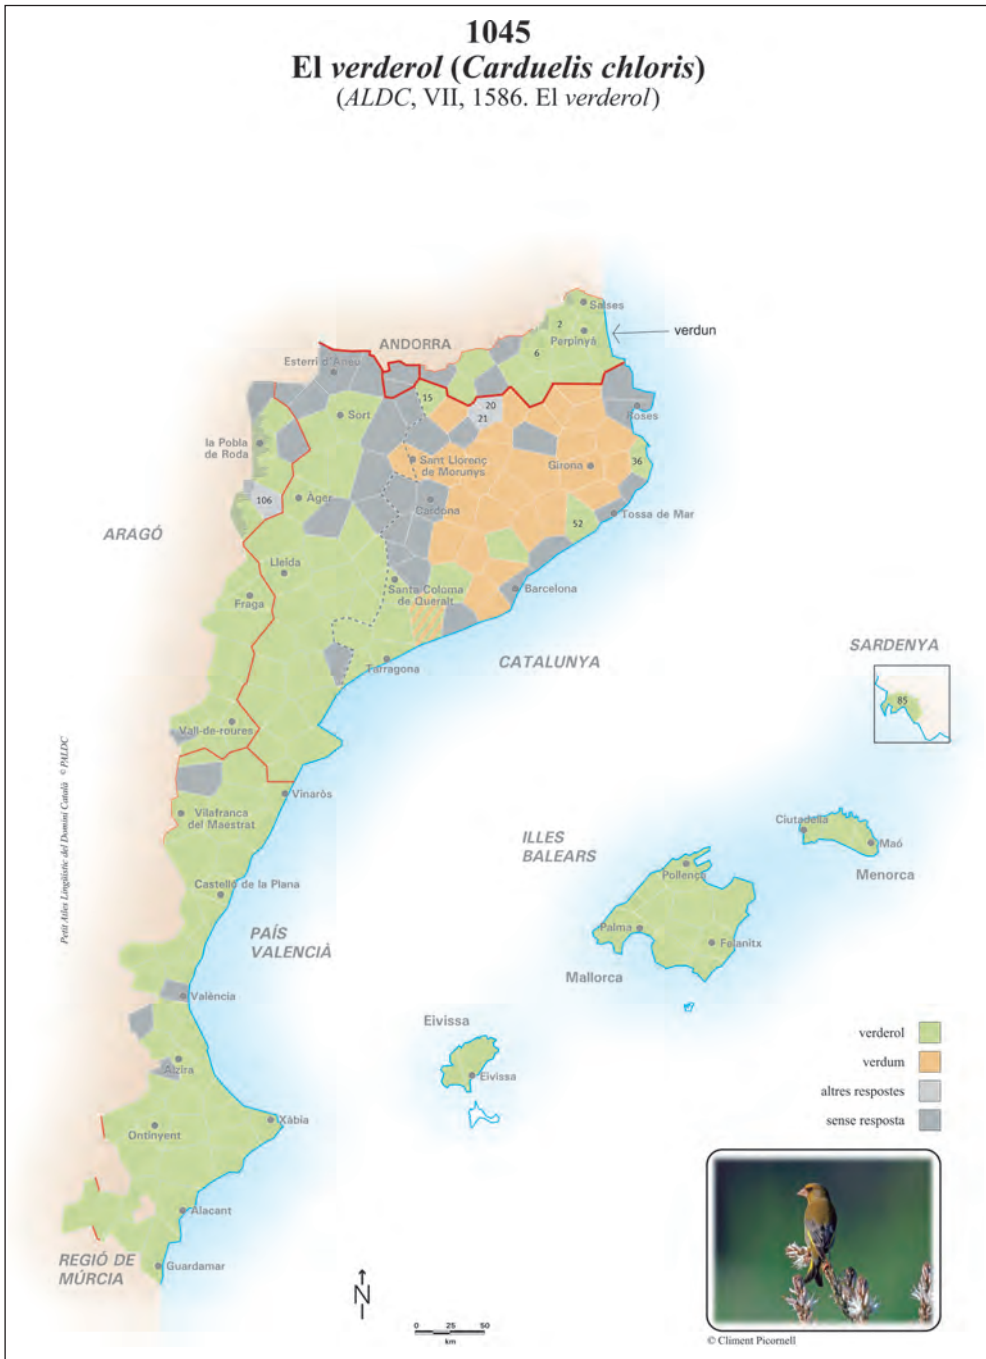 1045
El verderol (Carduelis chloris)
(ALDC, VII, 1586. El verderol)
Salses
2
verdun
Perpinyà
ANDORRA
6
Esterri d'Àneu
15
20
Roses
Sort
21
la Pobla
de Roda
Sant Llorenç
de Morunys
Girona
36
106
Àger
Cardona
52
Tossa de Mar
ARAGÓ
Lleida
Santa Coloma
de Queralt
Barcelona
Fraga
Tarragona
CATALUNYA
SARDENYA
85
Vall-de-roures
Petit Atles Lingüístic del Domini Català © PALDC
Vinaròs
Vilafranca
del Maestrat
ILLES
BALEARS
Ciutadella
Maó
Menorca
Pollença
Castelló de la Plana
PAÍS
VALENCIÀ
Palma
Felanitx
Mallorca
València
Eivissa
verderol
Alzira
verdum
Eivissa
altres respostes
sense resposta
Xàbia
Ontinyent
Alacant
REGIÓ DE
MÚRCIA
Guardamar
N
0 25 50
km
© Climent Picornell